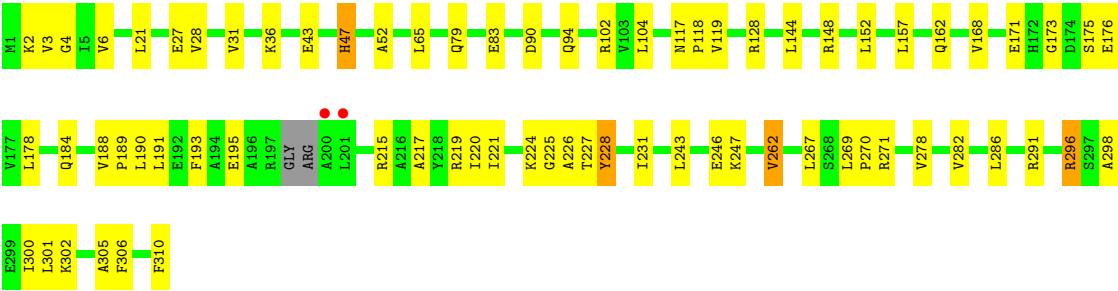 M1 K2 V3 G4 I5 V6 L21 E27 V28 V31 K36 E43 H47 A52 L65 Q79 E83 D90 Q94 R102 V103 L104 N117 P118 V119 R128 L144 R148 L152 L157 Q162 V168 E171 H172 G173 D174 S175 E176
V177 L178 Q184 V188 P189 L190 L191 E192 F193 A194 E195 A196 R197 GLY ARG A200 L201 R215 A216 A217 Y218 R219 I220 I221 K224 G225 A226 T227 Y228 I231 L243 E246 K247 V262 L267 S268 L269 P270 R271 V278 V282 L286 R291 R296 S297 A298
E299 I300 L301 K302 A305 F306 F310